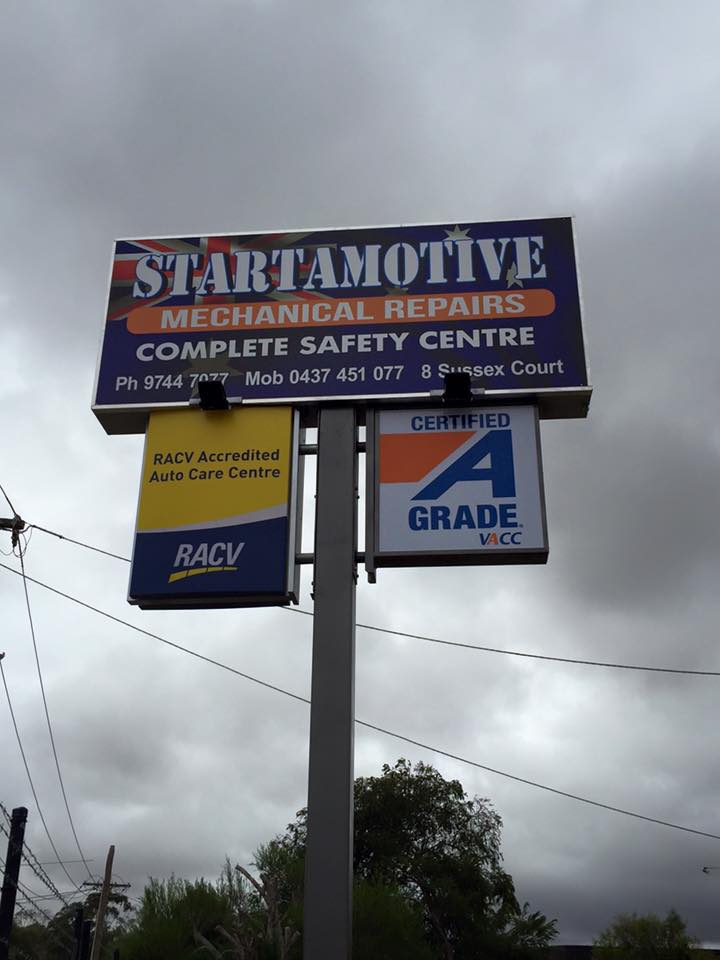 STARTAMOTIVE
MECHANICAL REPAIRS
COMPLETE SAFETY CENTRE
Ph 9744 7077 Mob 0437 451 077 8 Sussex Court
RACV Accredited
Auto Care Centre
RACV
CERTIFIED
A
GRADE
VACC